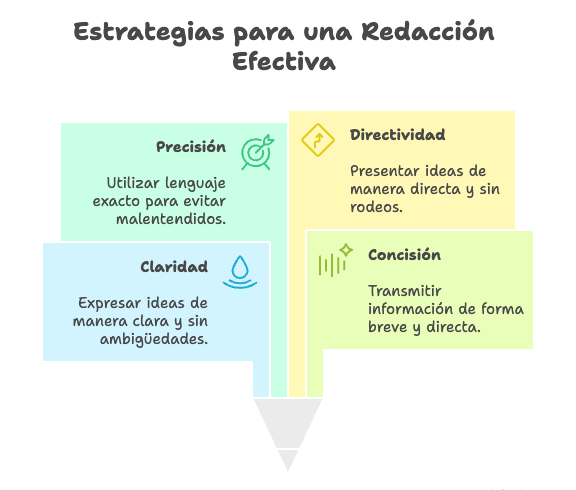 Estrategias para una Redacción
Efectiva
Precisión
Utilizar lenguaje
exacto para evitar
malentendidos.
Directividad
Presentar ideas de
manera directa y sin
rodeos.
Claridad
Expresar ideas de
manera clara y sin
ambigüedades.
Concisión
Transmitir
información de forma
breve y directa.